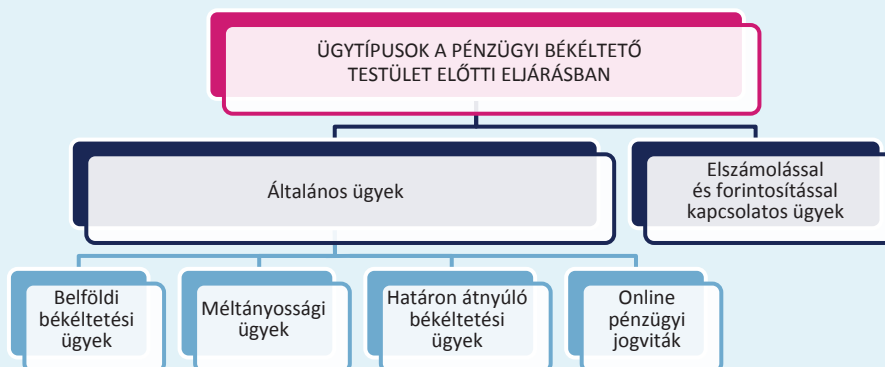 ÜGYTÍPUSOK A PÉNZÜGYI BÉKÉLTETŐ
TESTÜLET ELŐTTI ELJÁRÁSBAN
Általános ügyek
Elszámolással
és forintosítással
kapcsolatos ügyek
Belföldi
békéltetési
ügyek
Méltányossági
ügyek
Határon átnyúló
békéltetési
ügyek
Online
pénzügyi
jogviták